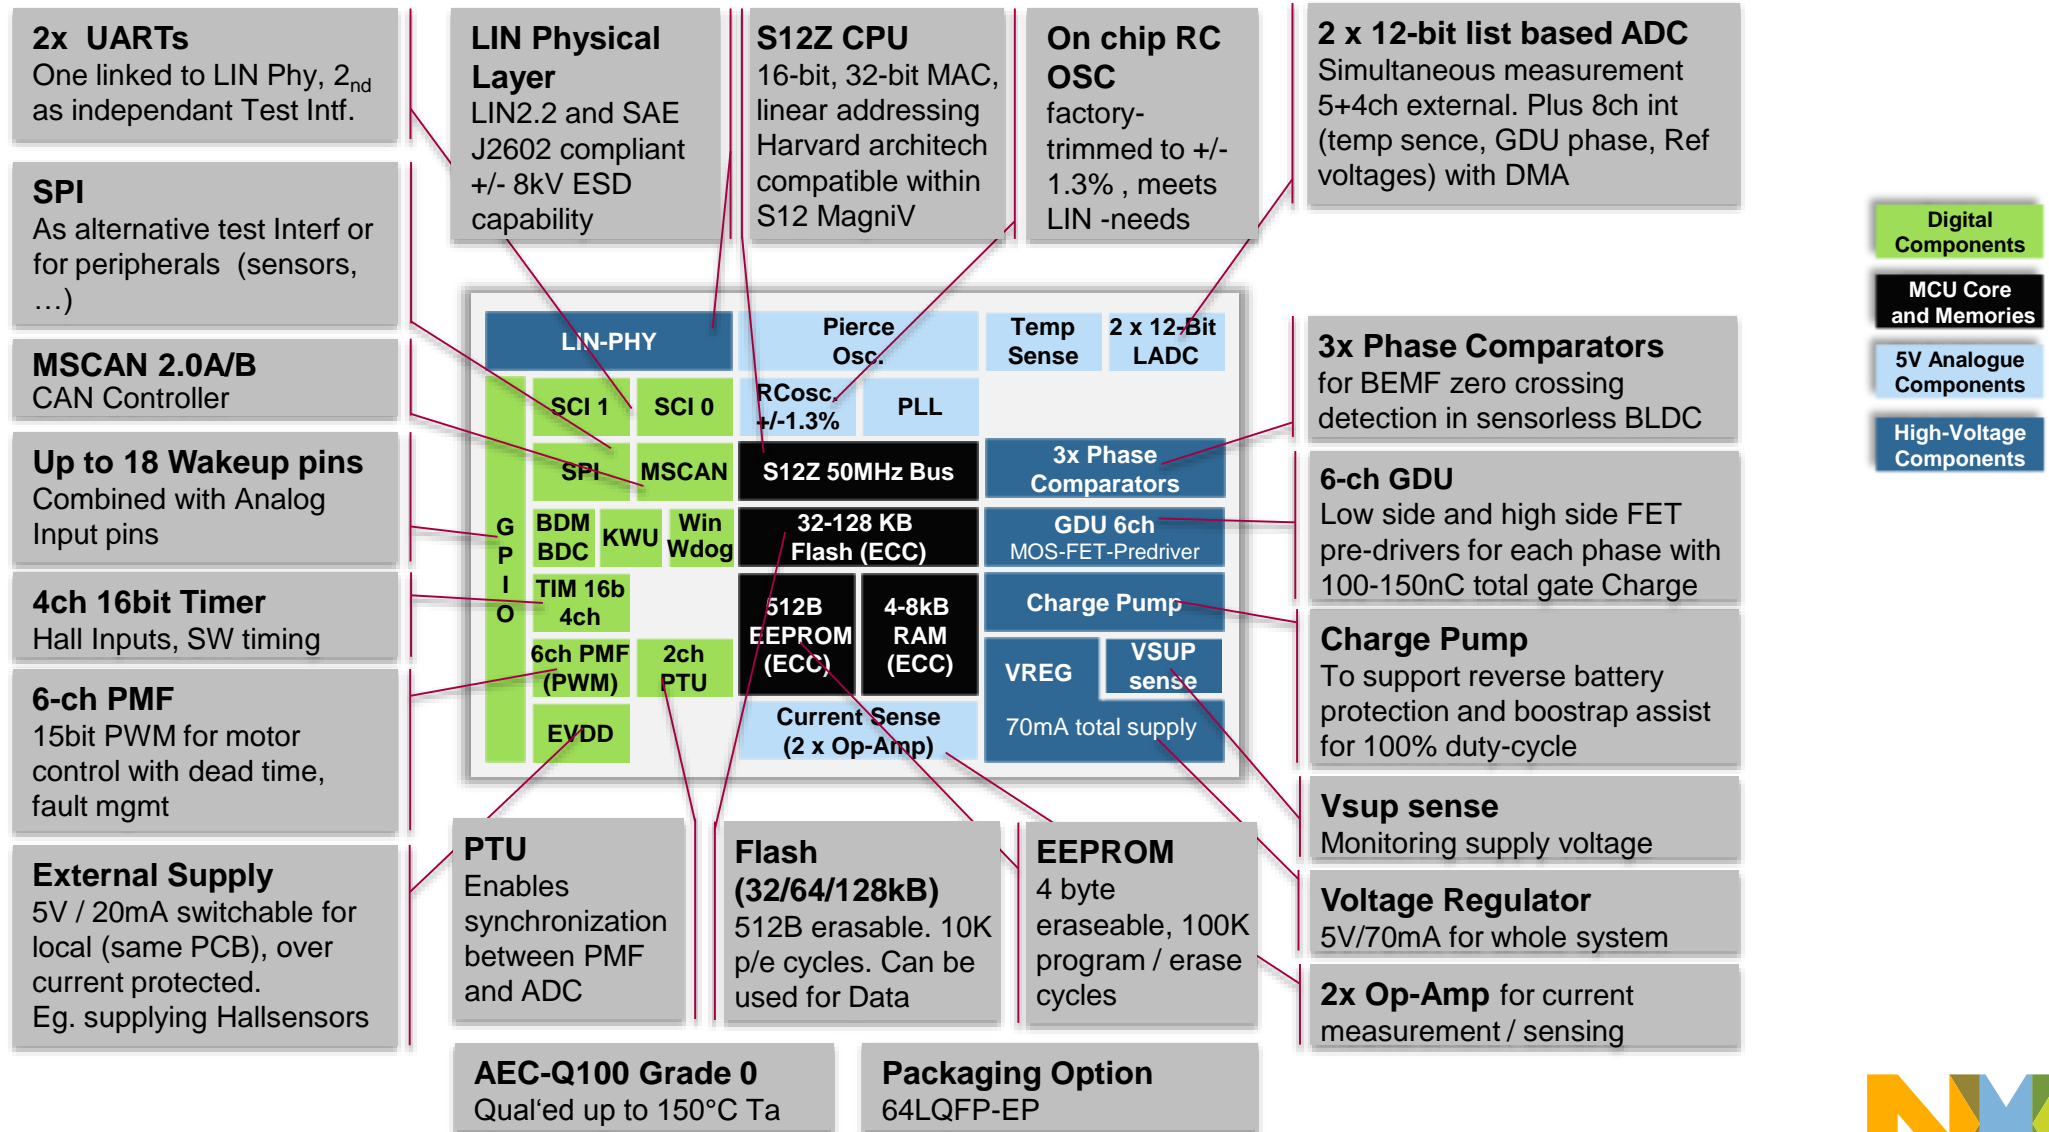 2x  UARTs
One linked to LIN Phy, 2nd
as independant Test Intf.
SPI
As alternative test Interf or
for peripherals  (sensors,
…)
MSCAN 2.0A/B
CAN Controller
Up to 18 Wakeup pins
Combined with Analog
Input pins
4ch 16bit Timer
Hall Inputs, SW timing
6-ch PMF
15bit PWM for motor
control with dead time,
fault mgmt
External Supply
5V / 20mA switchable for
local (same PCB), over
current protected.
Eg. supplying Hallsensors
LIN Physical
Layer
LIN2.2 and SAE
J2602 compliant
+/- 8kV ESD
capability
S12Z CPU
16-bit, 32-bit MAC,
linear addressing
Harvard architech
compatible within
S12 MagniV
On chip RC
OSC
factory-
trimmed to +/-
1.3% , meets
LIN -needs
2 x 12-bit list based ADC
Simultaneous measurement
5+4ch external. Plus 8ch int
(temp sence, GDU phase, Ref
voltages) with DMA
LIN-PHY
Pierce
Osc.
Temp
Sense
2 x 12-Bit
LADC
GPIO
SCI 1
SCI 0
RCosc.
+/-1.3%
PLL
SPI
MSCAN
S12Z 50MHz Bus
3x Phase
Comparators
BDM
BDC
KWU
Win
Wdog
32-128 KB
Flash (ECC)
GDU 6ch
MOS-FET-Predriver
TIM 16b
4ch
512B
EEPROM
(ECC)
4-8kB
RAM
(ECC)
Charge Pump
6ch PMF
(PWM)
2ch
PTU
VREG
VSUP
sense
70mA total supply
EVDD
Current Sense
(2 x Op-Amp)
3x Phase Comparators
for BEMF zero crossing
detection in sensorless BLDC
6-ch GDU
Low side and high side FET
pre-drivers for each phase with
100-150nC total gate Charge
Charge Pump
To support reverse battery
protection and boostrap assist
for 100% duty-cycle
Vsup sense
Monitoring supply voltage
Voltage Regulator
5V/70mA for whole system
2x Op-Amp for current
measurement / sensing
PTU
Enables
synchronization
between PMF
and ADC
Flash
(32/64/128kB)
512B erasable. 10K
p/e cycles. Can be
used for Data
EEPROM
4 byte
eraseable, 100K
program / erase
cycles
AEC-Q100 Grade 0
Qual‘ed up to 150°C Ta
Packaging Option
64LQFP-EP
Digital
Components
MCU Core
and Memories
5V Analogue
Components
High-Voltage
Components